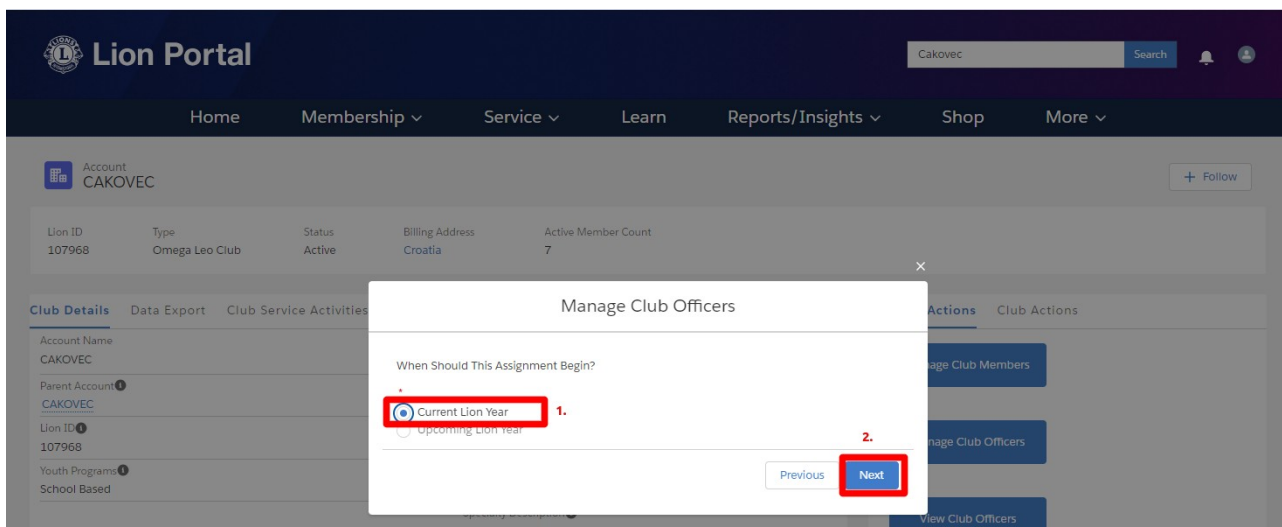 Lion Portal
Cakovec
Search
Home Membership Service Learn Reports/Insights Shop More
Account
CAKOVEC
+ Follow
Lion ID Type Status Billing Address Active Member Count
107968 Omega Leo Club Active Croatia 7
Club Details Data Export Club Service Activities
Actions Club Actions
Manage Club Officers
Account Name
CAKOVEC
Parent Account
CAKOVEC
Lion ID
107968
Youth Programs
School Based
When Should This Assignment Begin?
*
Current Lion Year 1.
Upcoming Lion Year
2.
Previous Next
Club Members
Club Officers
View Club Officers